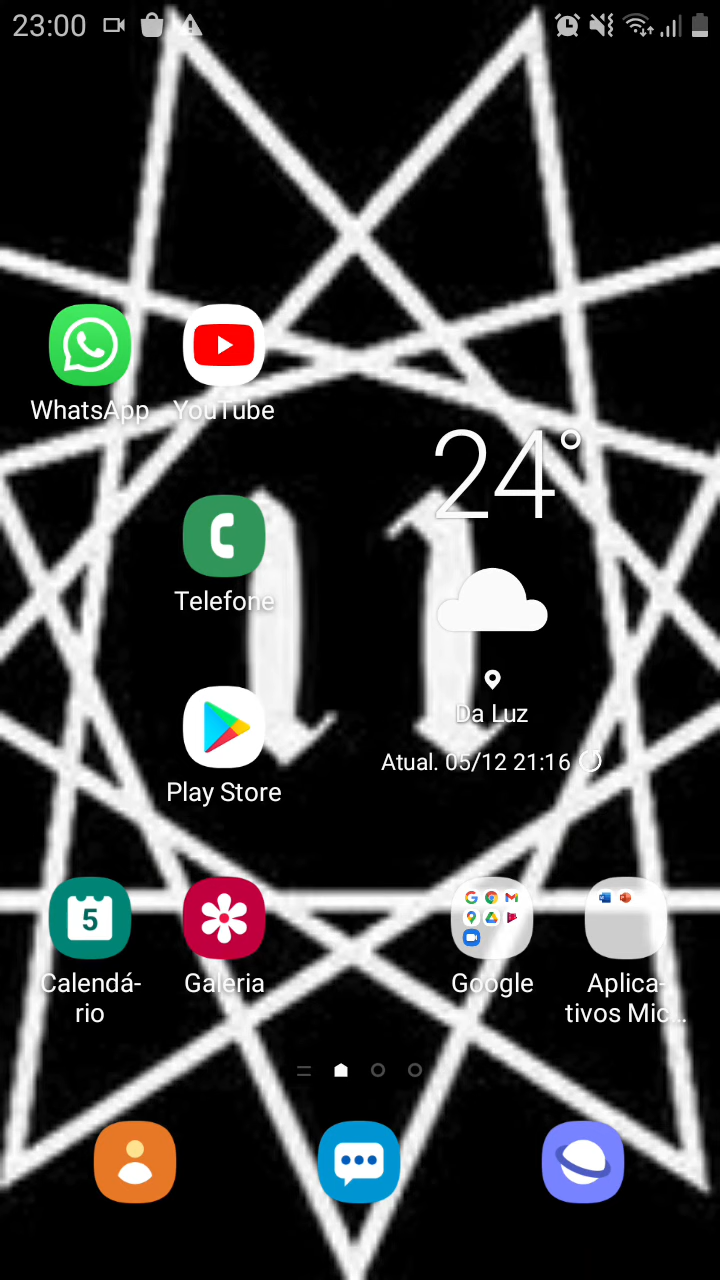 23:00
WhatsApp YouTube
24°
Telefone
Da Luz
Atual. 05/12 21:16
Play Store
5
Calendá-
rio
Galeria
Google
Aplica-
tivos Mic...